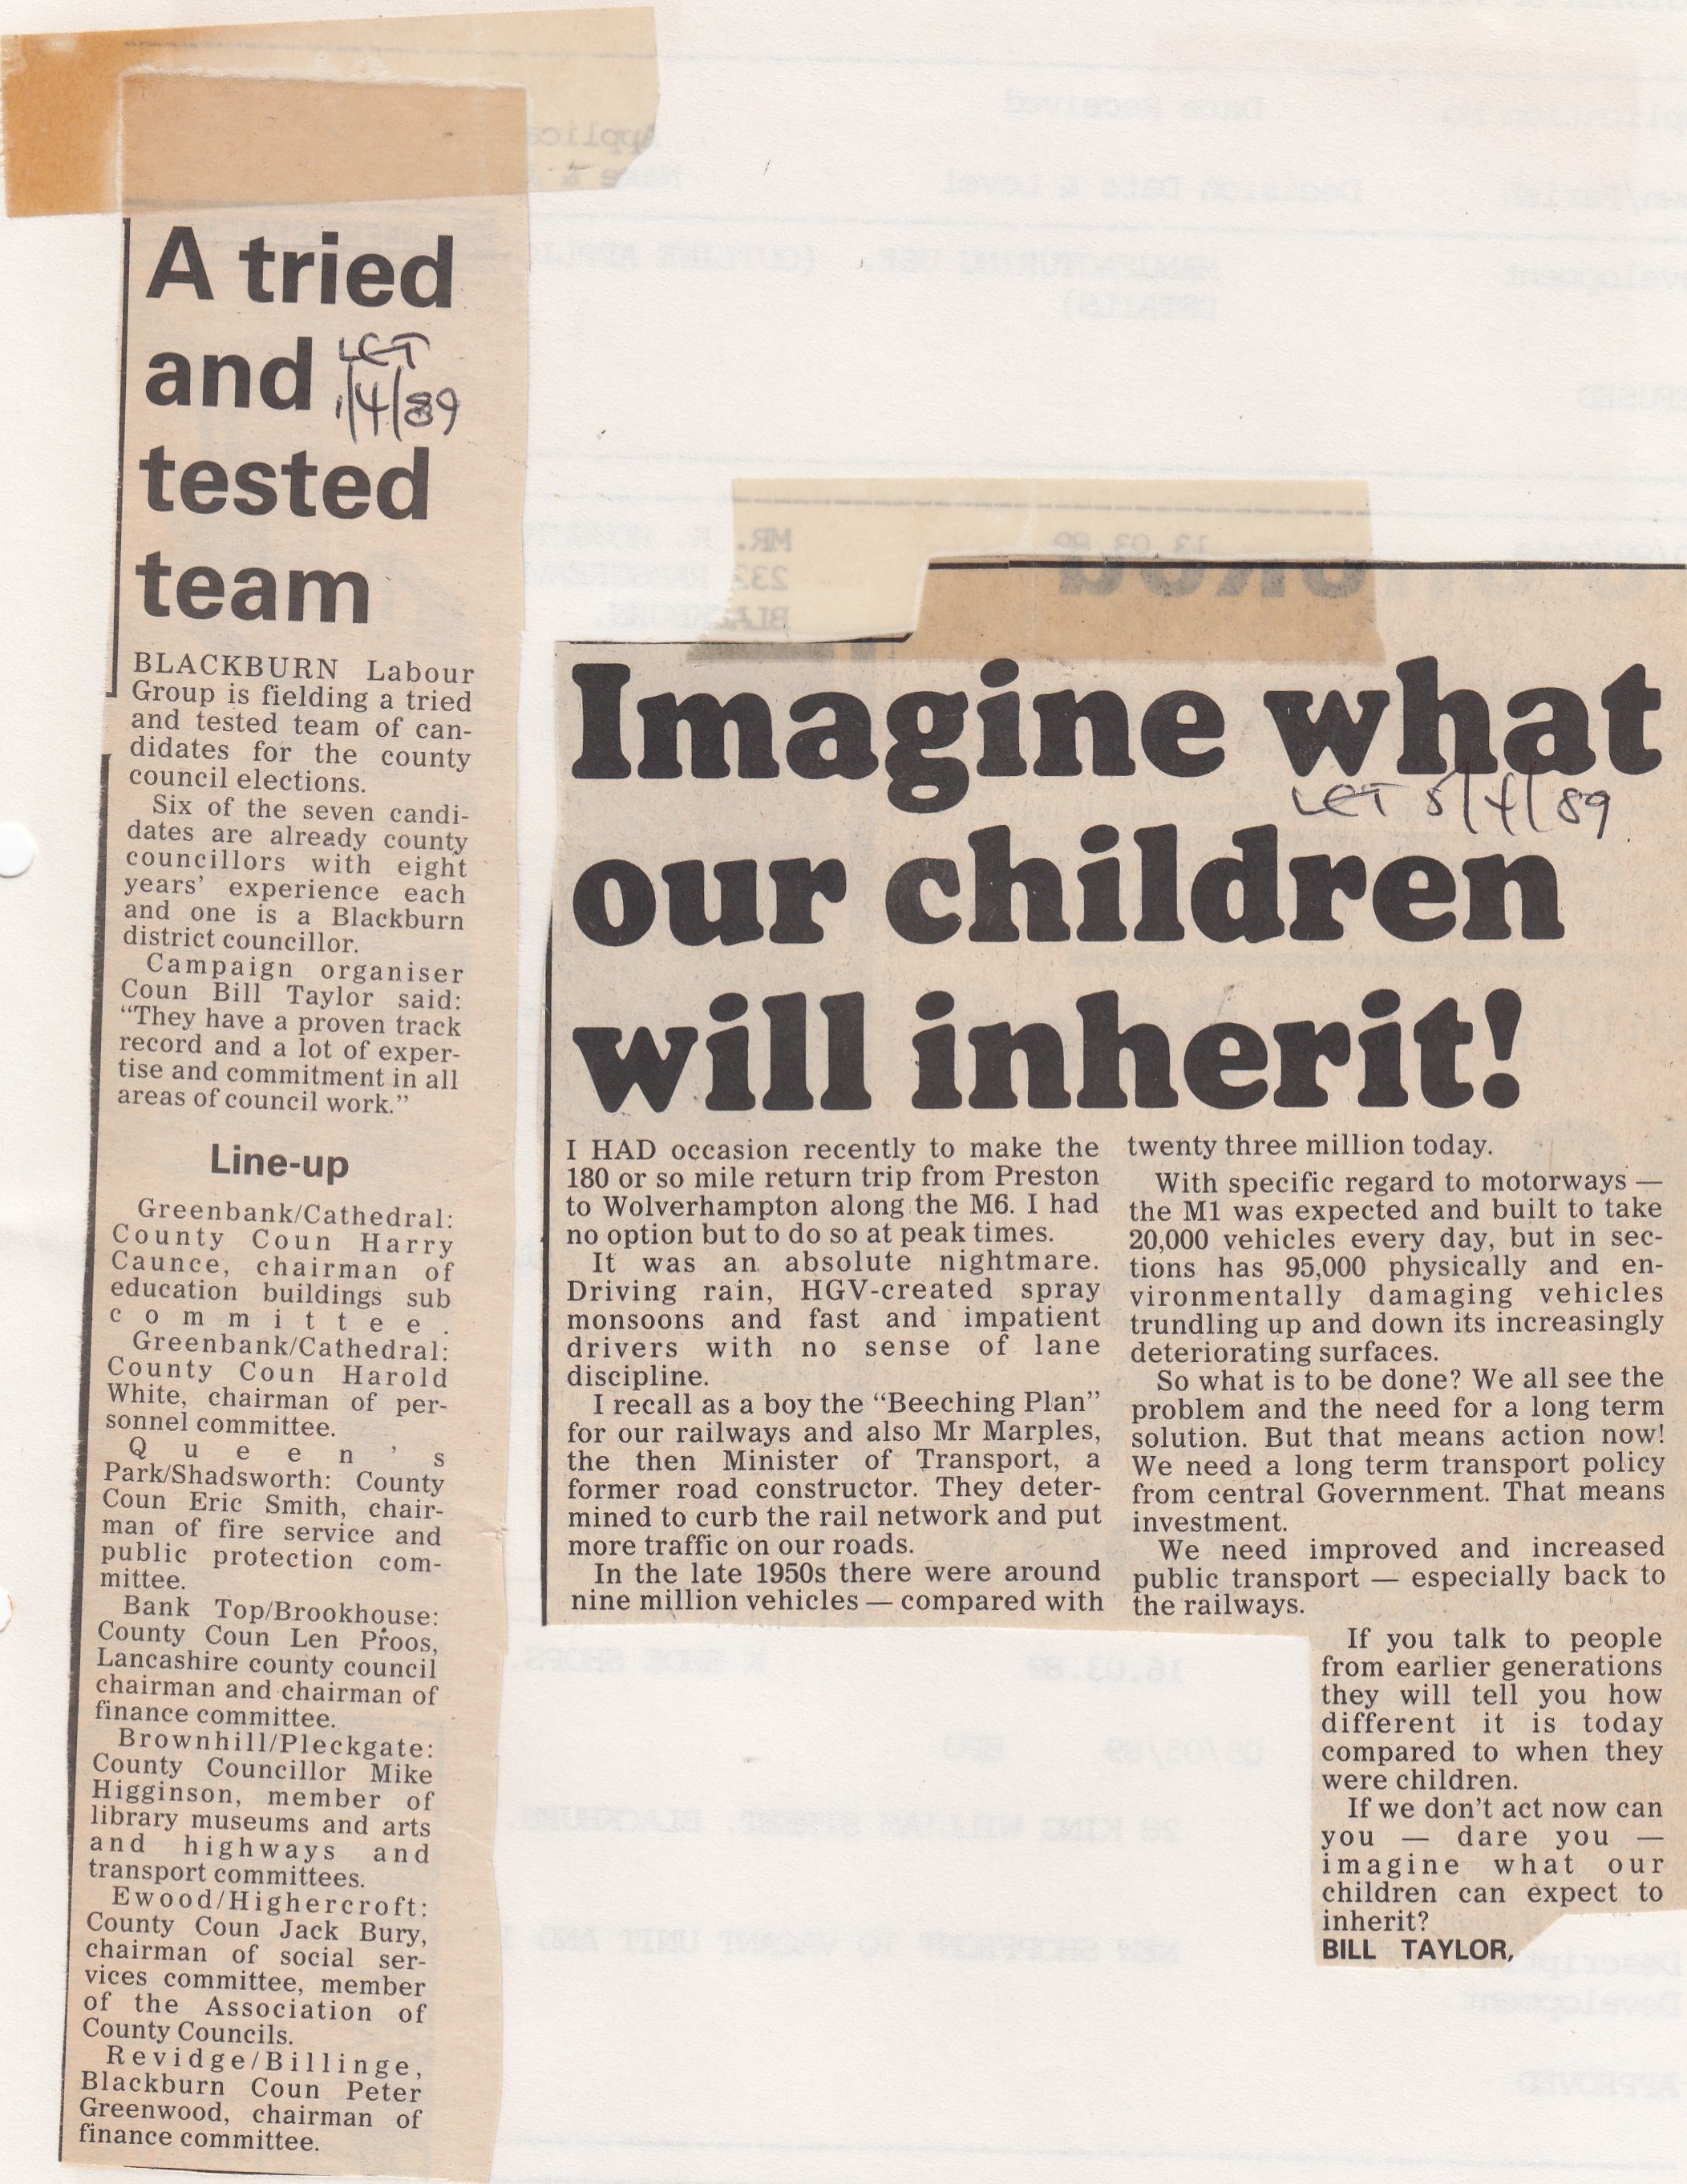 A tried
and
LET
1/4/89
tested
team
BLACKBURN Labour
Group is fielding a tried
and tested team of can-
didates for the county
council elections.
Six of the seven candi-
dates are already county
councillors with eight
years' experience each
and one is a Blackburn
district councillor.
Campaign organiser
Coun Bill Taylor said:
“They have a proven track
record and a lot of exper-
tise and commitment in all
areas of council work.”
Line-up
Greenbank/Cathedral:
County Coun Harry
Caunce, chairman of
education buildings sub
committee.
Greenbank/Cathedral:
County Coun Harold
White, chairman of per-
sonnel committee.
Queen's
Park/Shadsworth: County
Coun Eric Smith, chair-
man of fire service and
public protection com-
mittee.
Bank Top/Brookhouse:
County Coun Len Proos,
Lancashire county council
chairman and chairman of
finance committee.
Brownhill/Pleckgate:
County Councillor Mike
Higginson, member of
library museums and arts
and highways and
transport committees.
Ewood/Highercroft:
County Coun Jack Bury,
chairman of social ser-
vices committee, member
of the Association of
County Councils.
Revidge/Billinge,
Blackburn Coun Peter
Greenwood, chairman of
finance committee.
Imagine what
LET 5/4/89
our children
will inherit!
I HAD occasion recently to make the
180 or so mile return trip from Preston
to Wolverhampton along the M6. I had
no option but to do so at peak times.
It was an absolute nightmare.
Driving rain, HGV-created spray
monsoons and fast and impatient
drivers with no sense of lane
discipline.
I recall as a boy the “Beeching Plan”
for our railways and also Mr Marples,
the then Minister of Transport, a
former road constructor. They deter-
mined to curb the rail network and put
more traffic on our roads.
In the late 1950s there were around
nine million vehicles — compared with
twenty three million today.
With specific regard to motorways —
the M1 was expected and built to take
20,000 vehicles every day, but in sec-
tions has 95,000 physically and en-
vironmentally damaging vehicles
trundling up and down its increasingly
deteriorating surfaces.
So what is to be done? We all see the
problem and the need for a long term
solution. But that means action now!
We need a long term transport policy
from central Government. That means
investment.
We need improved and increased
public transport — especially back to
the railways.
If you talk to people
from earlier generations
they will tell you how
different it is today
compared to when they
were children.
If we don't act now can
you — dare you —
imagine what our
children can expect to
inherit?
BILL TAYLOR,